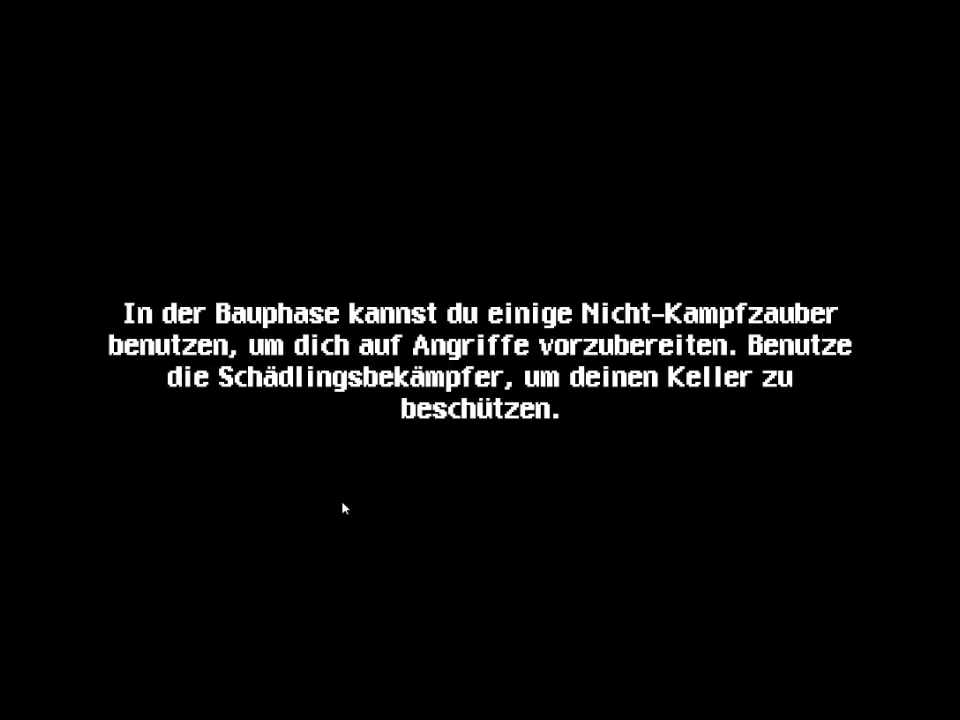 In der Bauphase kannst du einige Nicht-Kampfzauber
benutzen, um dich auf Angriffe vorzubereiten. Benutze
die Schädlingsbekämpfer, um deinen Keller zu
beschützen.